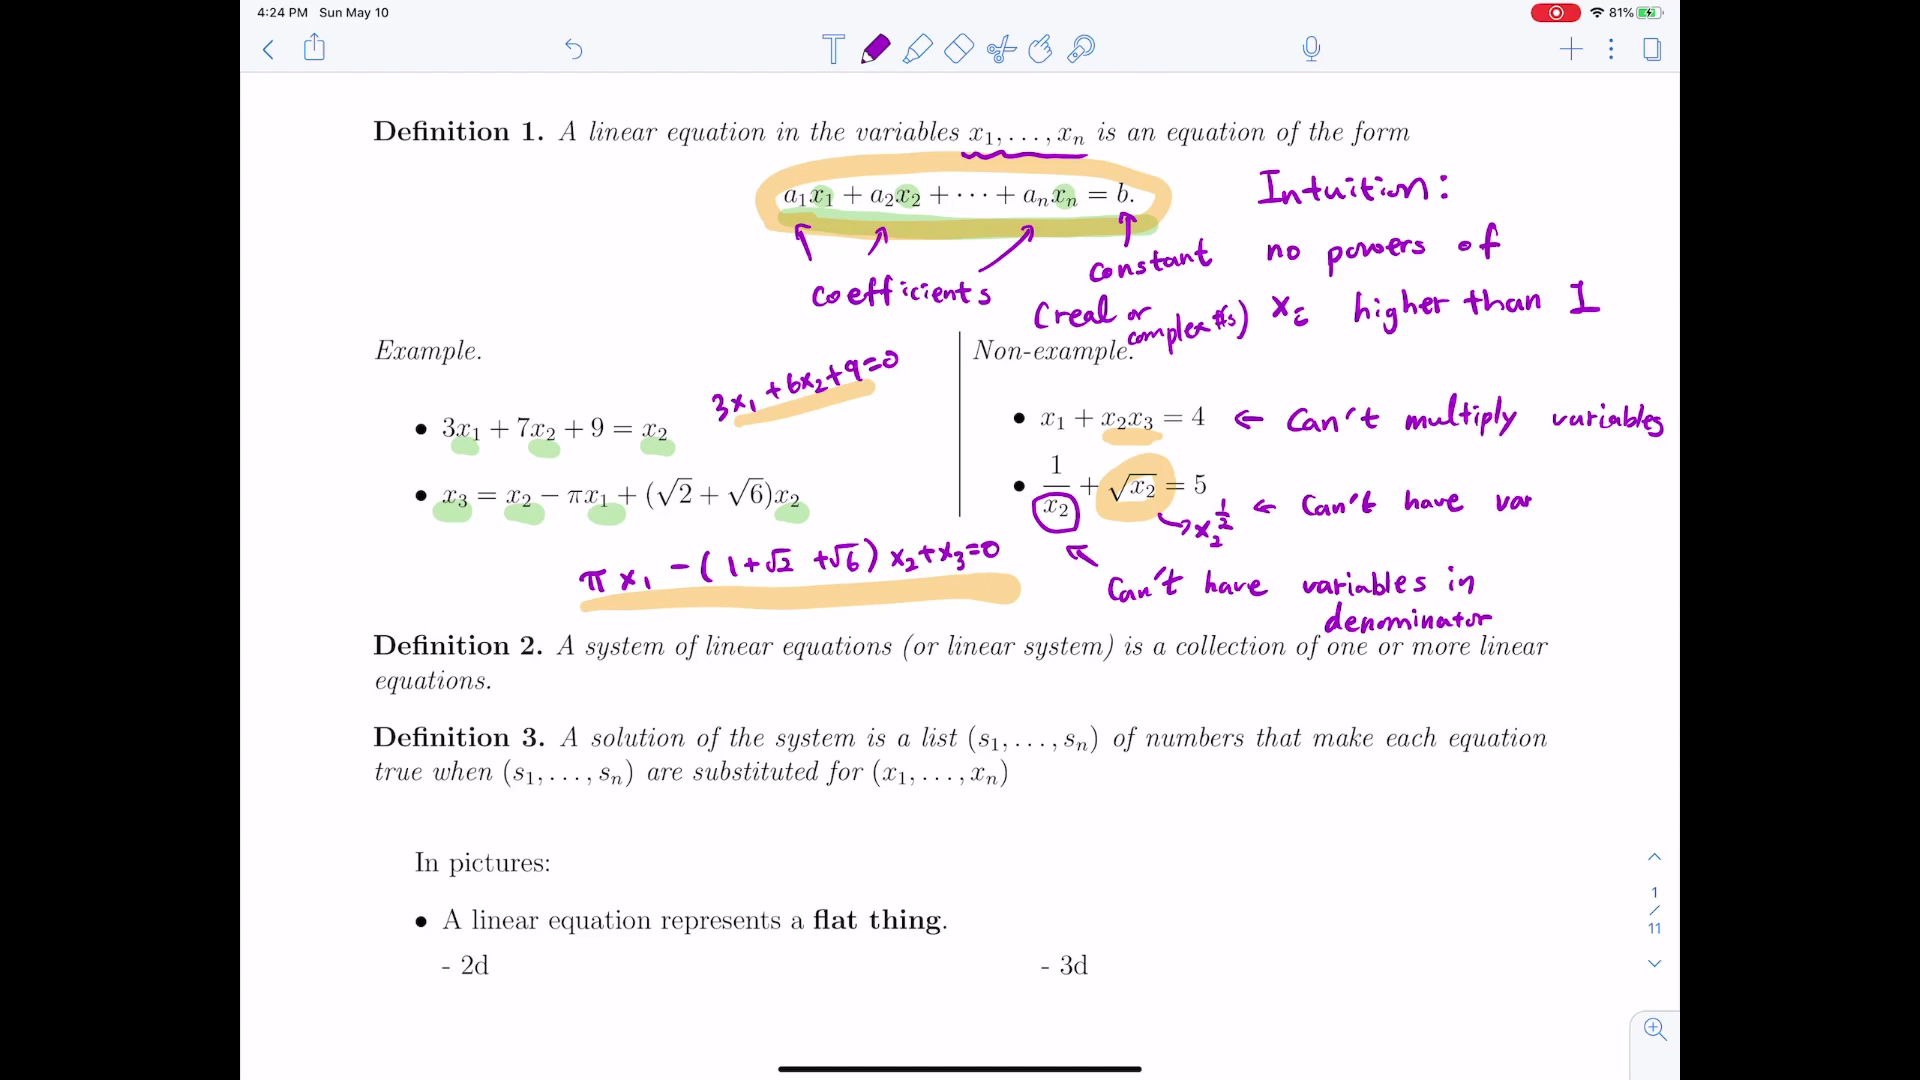 4:24 PM Sun May 10
81%
Definition 1. A linear equation in the variables x₁, . . . , xₙ is an equation of the form
a₁x₁ + a₂x₂ + · · · + aₙxₙ = b.
Intuition:
no powers of
xᵢ higher than 1
coefficients
constant
(real or
complex #s)
Example.
3x₁ + 6x₂ + 9 = 0
• 3x₁ + 7x₂ + 9 = x₂
• x₃ = x₂ − πx₁ + (√2 + √6)x₂
πx₁ − (1 + √2 + √6) x₂ + x₃ = 0
Non-example.
• x₁ + x₂x₃ = 4 ← Can't multiply variables
• 1/x₂ + √x₂ = 5
→ x₂^½ ← Can't have var
Can't have variables in
denominator
Definition 2. A system of linear equations (or linear system) is a collection of one or more linear
equations.
Definition 3. A solution of the system is a list (s₁, . . . , sₙ) of numbers that make each equation
true when (s₁, . . . , sₙ) are substituted for (x₁, . . . , xₙ)
In pictures:
• A linear equation represents a flat thing.
- 2d
- 3d
1
/
11